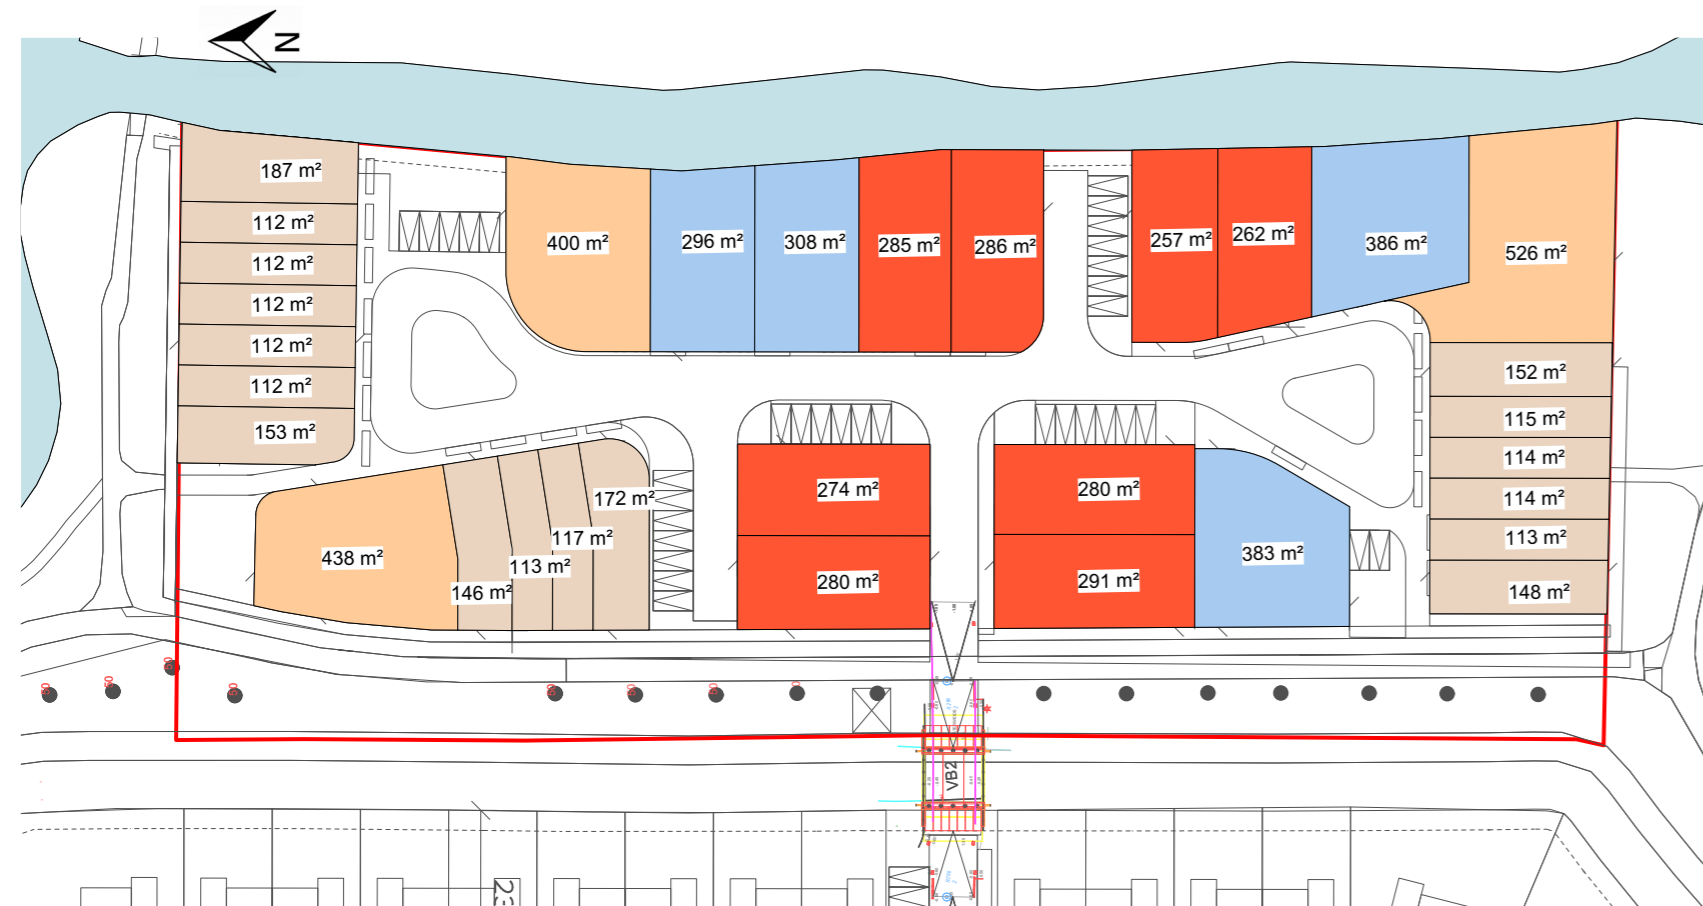 N
187 m²
112 m²
112 m²
112 m²
112 m²
112 m²
153 m²
400 m²
296 m²
308 m²
285 m²
286 m²
257 m²
262 m²
386 m²
526 m²
152 m²
115 m²
114 m²
114 m²
113 m²
148 m²
438 m²
146 m²
113 m²
117 m²
172 m²
274 m²
280 m²
280 m²
291 m²
383 m²
VB2
23